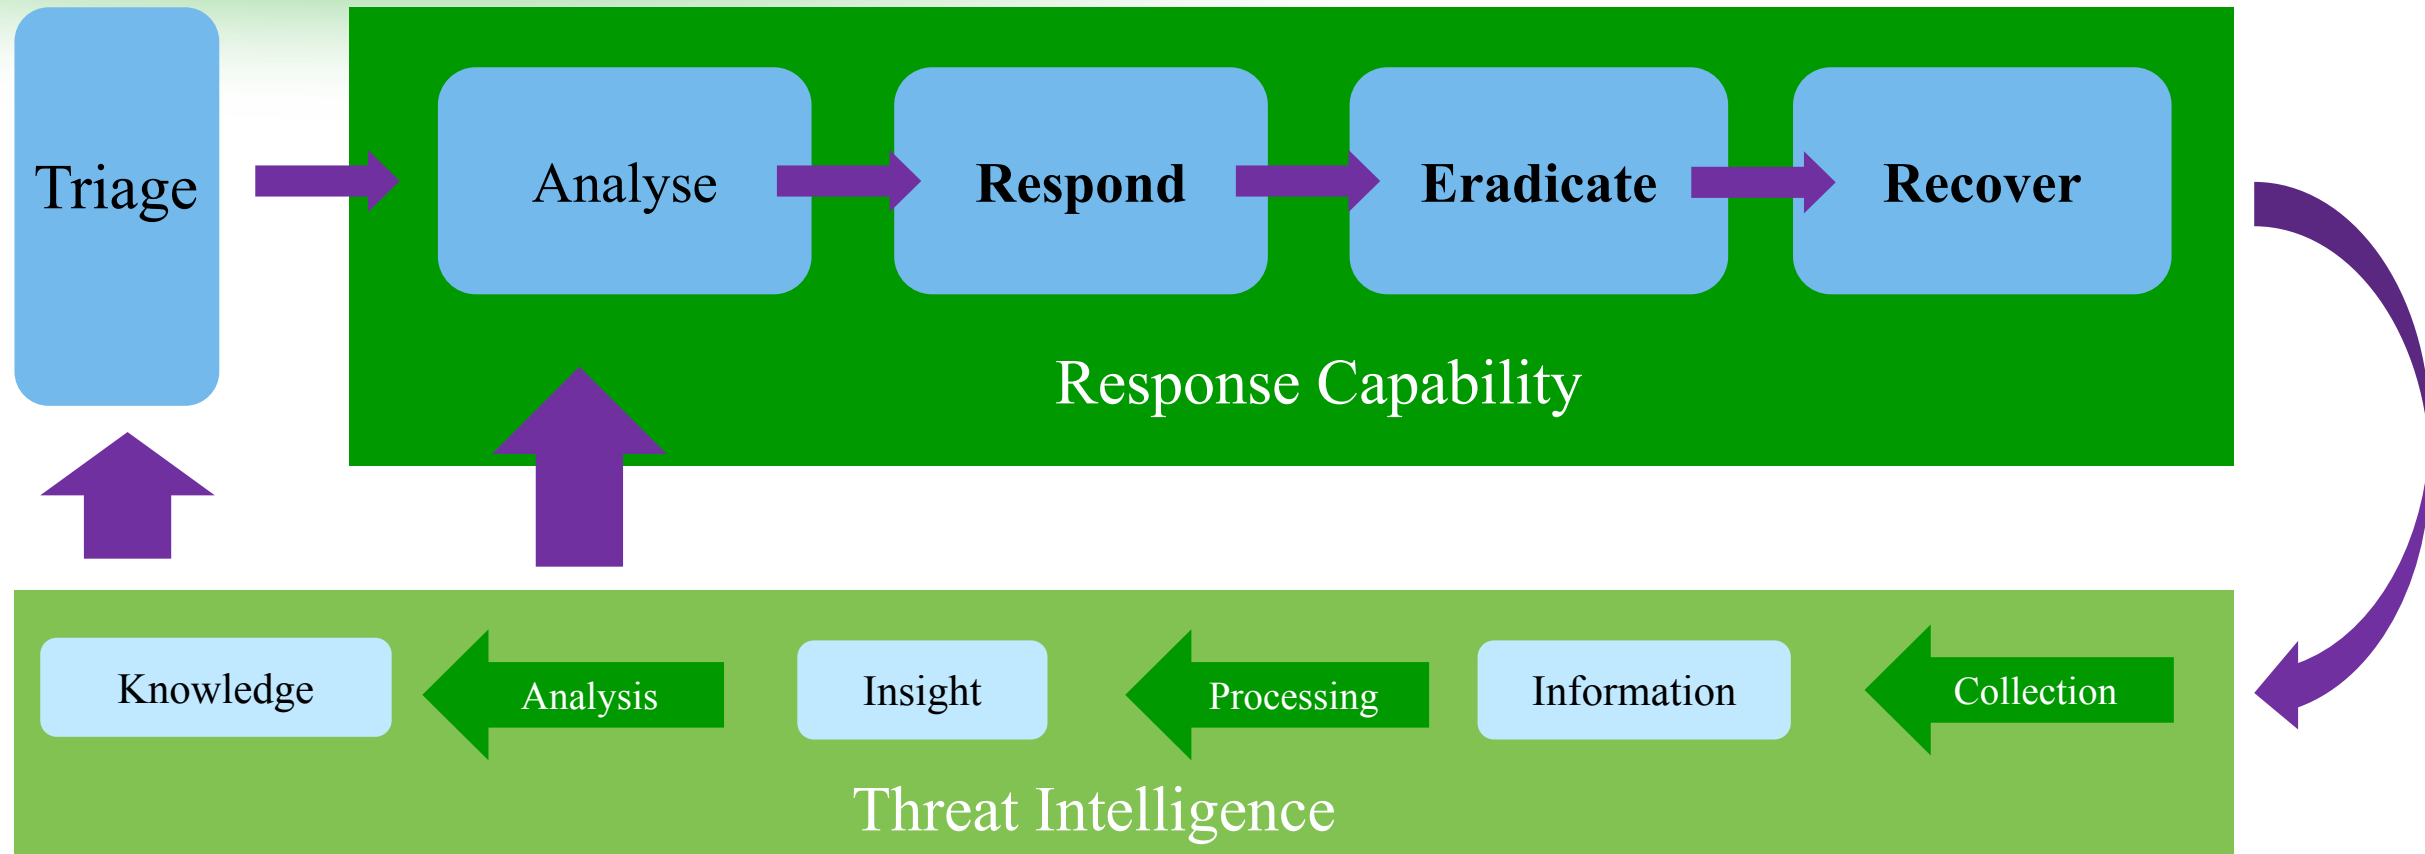 Triage
Analyse
Respond
Eradicate
Recover
Response Capability
Knowledge
Analysis
Insight
Processing
Information
Collection
Threat Intelligence